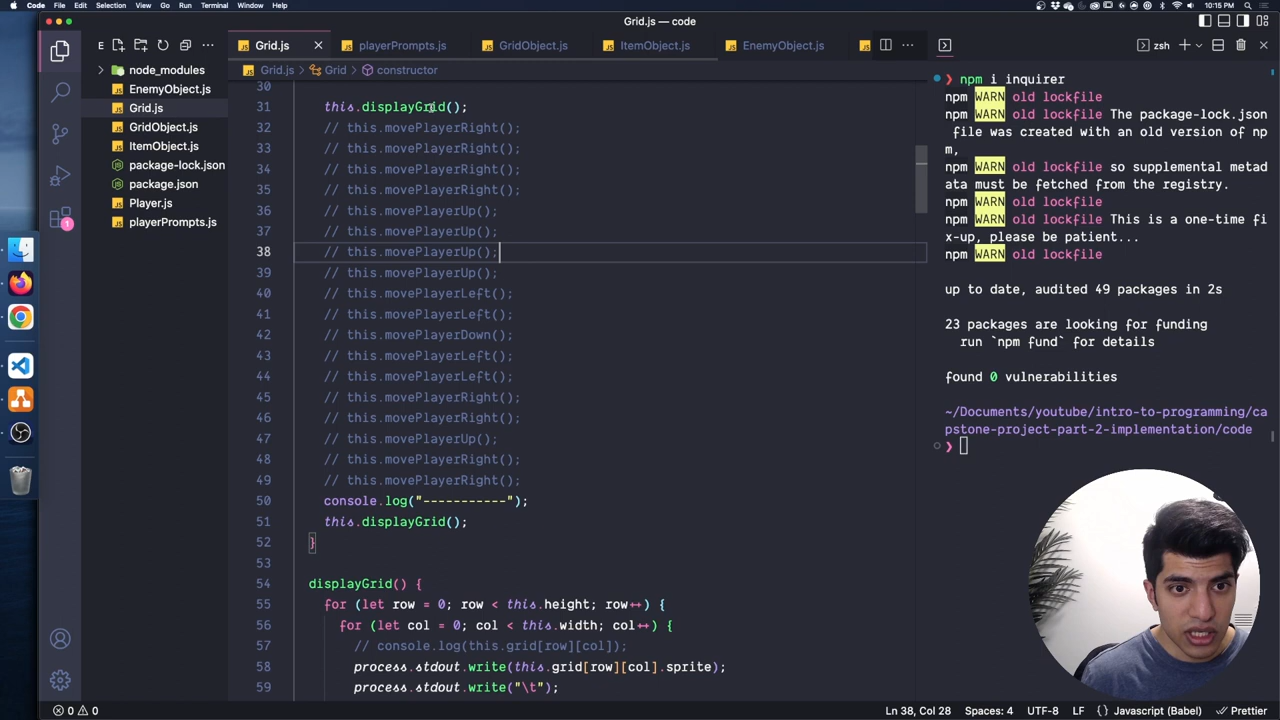 Code File Edit Selection View Go Run Terminal Window Help 10:15 PM
Grid.js — code
E
Grid.js playerPrompts.js GridObject.js ItemObject.js EnemyObject.js zsh
Grid.js > Grid > constructor
node_modules
EnemyObject.js
Grid.js
GridObject.js
ItemObject.js
package-lock.json
package.json
Player.js
playerPrompts.js
1
30
31 this.displayGrid();
32 // this.movePlayerRight();
33 // this.movePlayerRight();
34 // this.movePlayerRight();
35 // this.movePlayerRight();
36 // this.movePlayerUp();
37 // this.movePlayerUp();
38 // this.movePlayerUp();
39 // this.movePlayerUp();
40 // this.movePlayerLeft();
41 // this.movePlayerLeft();
42 // this.movePlayerDown();
43 // this.movePlayerLeft();
44 // this.movePlayerLeft();
45 // this.movePlayerRight();
46 // this.movePlayerRight();
47 // this.movePlayerUp();
48 // this.movePlayerRight();
49 // this.movePlayerRight();
50 console.log("-----------");
51 this.displayGrid();
52 }
53
54 displayGrid() {
55 for (let row = 0; row < this.height; row++) {
56 for (let col = 0; col < this.width; col++) {
57 // console.log(this.grid[row][col]);
58 process.stdout.write(this.grid[row][col].sprite);
59 process.stdout.write("\t");
❯ npm i inquirer
npm WARN old lockfile
npm WARN old lockfile The package-lock.json
file was created with an old version of np
m,
npm WARN old lockfile so supplemental metad
ata must be fetched from the registry.
npm WARN old lockfile
npm WARN old lockfile This is a one-time fi
x-up, please be patient...
npm WARN old lockfile
up to date, audited 49 packages in 2s
23 packages are looking for funding
run `npm fund` for details
found 0 vulnerabilities
~/Documents/youtube/intro-to-programming/ca
pstone-project-part-2-implementation/code
❯
0 0 Ln 38, Col 28 Spaces: 4 UTF-8 LF {} Javascript (Babel) Prettier